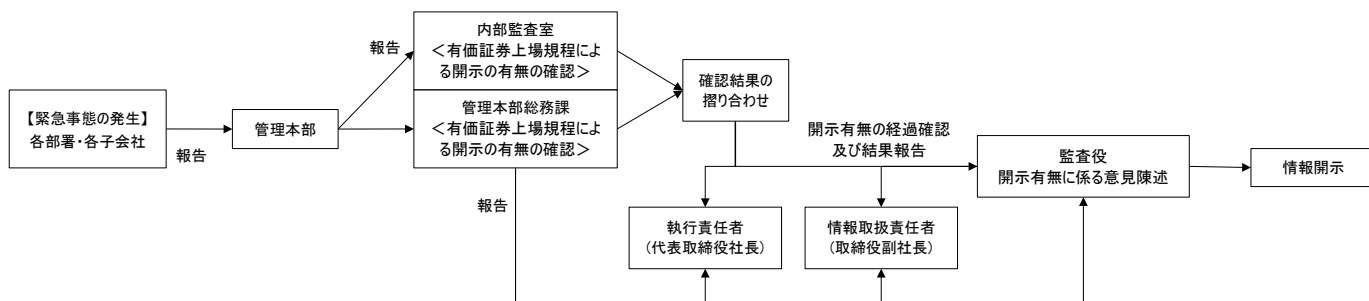 【緊急事態の発生】
各部署・各子会社
報告
管理本部
報告
内部監査室
＜有価証券上場規程によ
る開示の有無の確認＞
管理本部総務課
＜有価証券上場規程によ
る開示の有無の確認＞
報告
確認結果の
摺り合わせ
開示有無の経過確認
及び結果報告
執行責任者
（代表取締役社長）
情報取扱責任者
（取締役副社長）
監査役
開示有無に係る意見陳述
情報開示